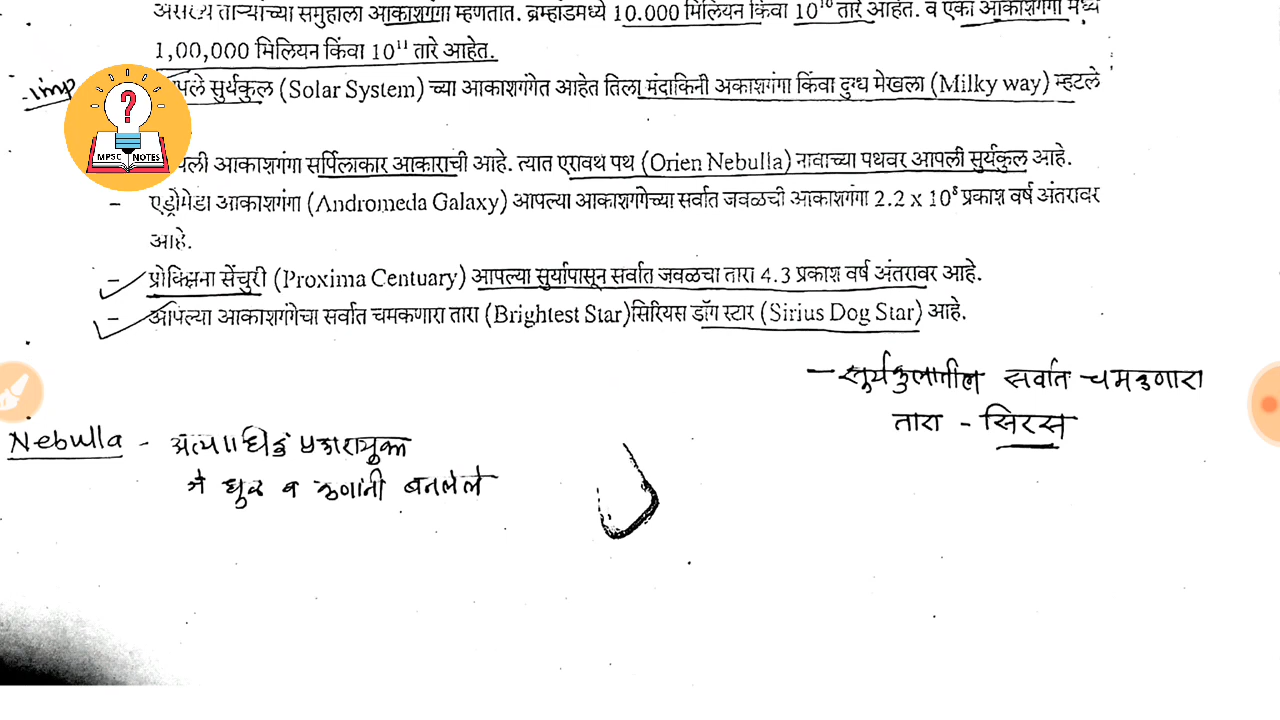 असंख्य ताऱ्यांच्या समुहाला आकाशगंगा म्हणतात. ब्रम्हांडमध्ये 10.000 मिलियन किंवा 10¹⁰ तारे आहेत. व एका आकाशगंगा मध्ये
1,00,000 मिलियन किंवा 10¹¹ तारे आहेत.
-imp
पले सुर्यकुल (Solar System) च्या आकाशगंगेत आहेत तिला मंदाकिनी अकाशगंगा किंवा दुग्ध मेखला (Milky way) म्हटले
MPSC NOTES
पली आकाशगंगा सर्पिलाकार आकाराची आहे. त्यात एरावथ पथ (Orien Nebulla) नावाच्या पथवर आपली सुर्यकुल आहे.
- एड्रोमेडा आकाशगंगा (Andromeda Galaxy) आपल्या आकाशगंगेच्या सर्वात जवळची आकाशगंगा 2.2 x 10⁸ प्रकाश वर्ष अंतरावर
आहे.
- प्रोक्सिमा सेंचुरी (Proxima Centuary) आपल्या सुर्यापासून सर्वात जवळचा तारा 4.3 प्रकाश वर्ष अंतरावर आहे.
- आपल्या आकाशगंगेचा सर्वात चमकणारा तारा (Brightest Star)सिरियस डॉग स्टार (Sirius Dog Star) आहे.
- सुर्यकुलातील सर्वात चमकणारा
तारा - सिरस
Nebulla -
व बनलेले